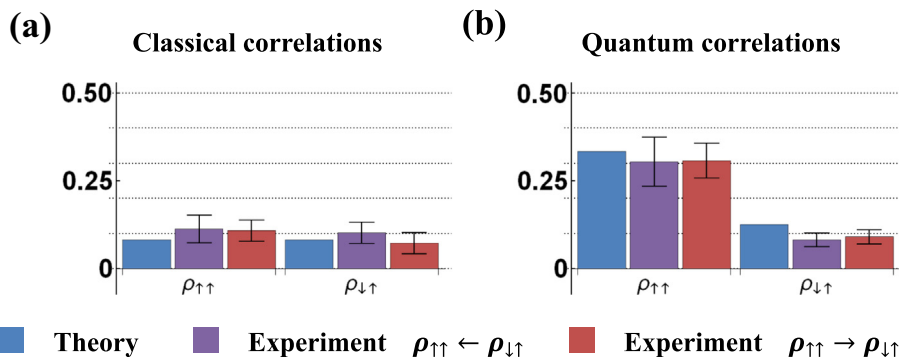 (a)
Classical correlations
0.50
0.25
0
ρ↑↑
ρ↓↑
(b)
Quantum correlations
0.50
0.25
0
ρ↑↑
ρ↓↑
Theory
Experiment ρ↑↑ ← ρ↓↑
Experiment ρ↑↑ → ρ↓↑